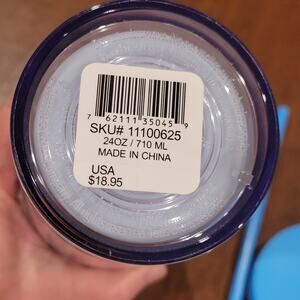 7 62111 35045 9
SKU# 11100625
24OZ / 710 ML
MADE IN CHINA
USA
$18.95